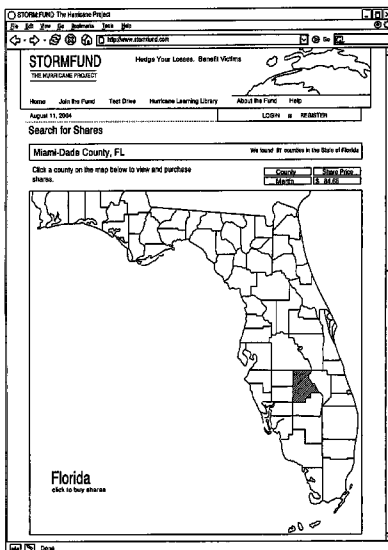 STORM:FUND The Hurricane Project
File Edit View Go Bookmarks Tools Help
http://www.stormfund.com
Go
STORMFUND
THE HURRICANE PROJECT
Hedge Your Losses. Benefit Victims
Home Join the Fund Test Drive Hurricane Learning Library About the Fund Help
August 11, 2004
LOGIN REGISTER
Search for Shares
Miami-Dade County, FL
We found 67 counties in the State of Florida
Click a county on the map below to view and purchase
shares.
County Share Price
Martin $
Florida
click to buy shares
Done